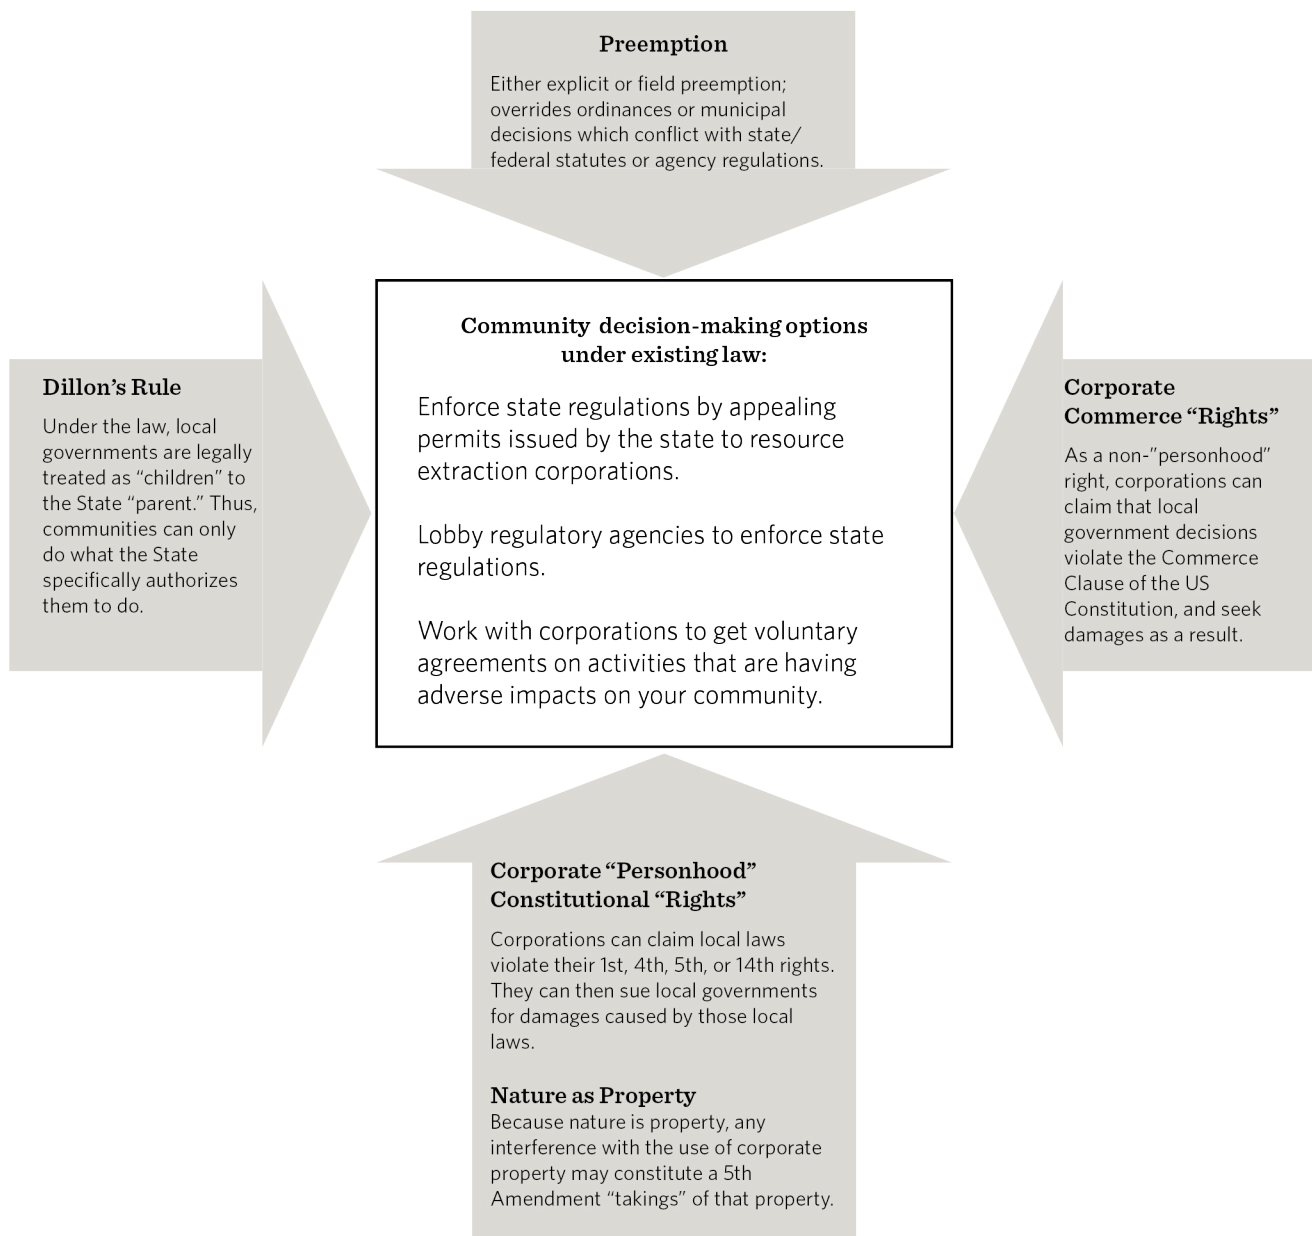 Preemption
Either explicit or field preemption;
overrides ordinances or municipal
decisions which conflict with state/
federal statutes or agency regulations.
Dillon’s Rule
Under the law, local
governments are legally
treated as “children” to
the State “parent.” Thus,
communities can only
do what the State
specifically authorizes
them to do.
Community decision-making options
under existing law:
Enforce state regulations by appealing
permits issued by the state to resource
extraction corporations.
Lobby regulatory agencies to enforce state
regulations.
Work with corporations to get voluntary
agreements on activities that are having
adverse impacts on your community.
Corporate
Commerce “Rights”
As a non-”personhood”
right, corporations can
claim that local
government decisions
violate the Commerce
Clause of the US
Constitution, and seek
damages as a result.
Corporate “Personhood”
Constitutional “Rights”
Corporations can claim local laws
violate their 1st, 4th, 5th, or 14th rights.
They can then sue local governments
for damages caused by those local
laws.
Nature as Property
Because nature is property, any
interference with the use of corporate
property may constitute a 5th
Amendment “takings” of that property.